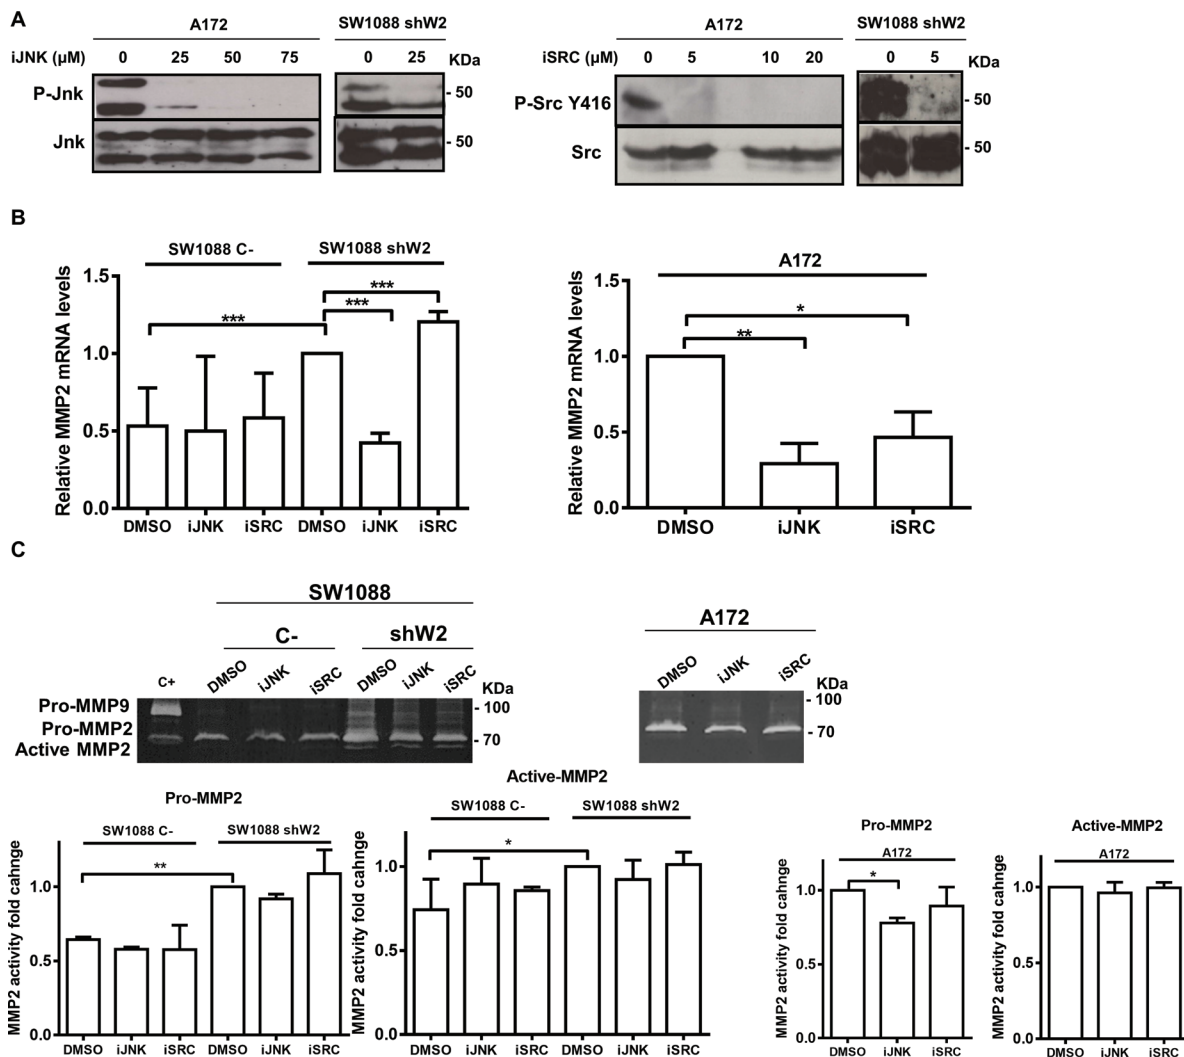 A
A172
SW1088 shW2
iJNK (µM) 0 25 50 75 0 25 KDa
P-Jnk - 50
Jnk - 50
A172
SW1088 shW2
iSRC (µM) 0 5 10 20 0 5 KDa
P-Src Y416 - 50
Src - 50
B
SW1088 C-
SW1088 shW2
Relative MMP2 mRNA levels
1.5
1.0
0.5
0.0
***
***
***
DMSO iJNK iSRC DMSO iJNK iSRC
A172
Relative MMP2 mRNA levels
1.5
1.0
0.5
0.0
*
**
DMSO iJNK iSRC
C
SW1088
C- shW2
C+ DMSO iJNK iSRC DMSO iJNK iSRC KDa
Pro-MMP9 - 100
Pro-MMP2 - 70
Active MMP2
A172
DMSO iJNK iSRC KDa
- 100
- 70
Pro-MMP2
SW1088 C- SW1088 shW2
MMP2 activity fold cahnge
1.0
0.5
0.0
**
DMSO iJNK iSRC DMSO iJNK iSRC
Active-MMP2
SW1088 C- SW1088 shW2
MMP2 activity fold cahnge
1.0
0.5
0.0
*
DMSO iJNK iSRC DMSO iJNK iSRC
Pro-MMP2
A172
MMP2 activity fold cahnge
1.0
0.5
0.0
*
DMSO iJNK iSRC
Active-MMP2
A172
MMP2 activity fold cahnge
1.0
0.5
0.0
DMSO iJNK iSRC